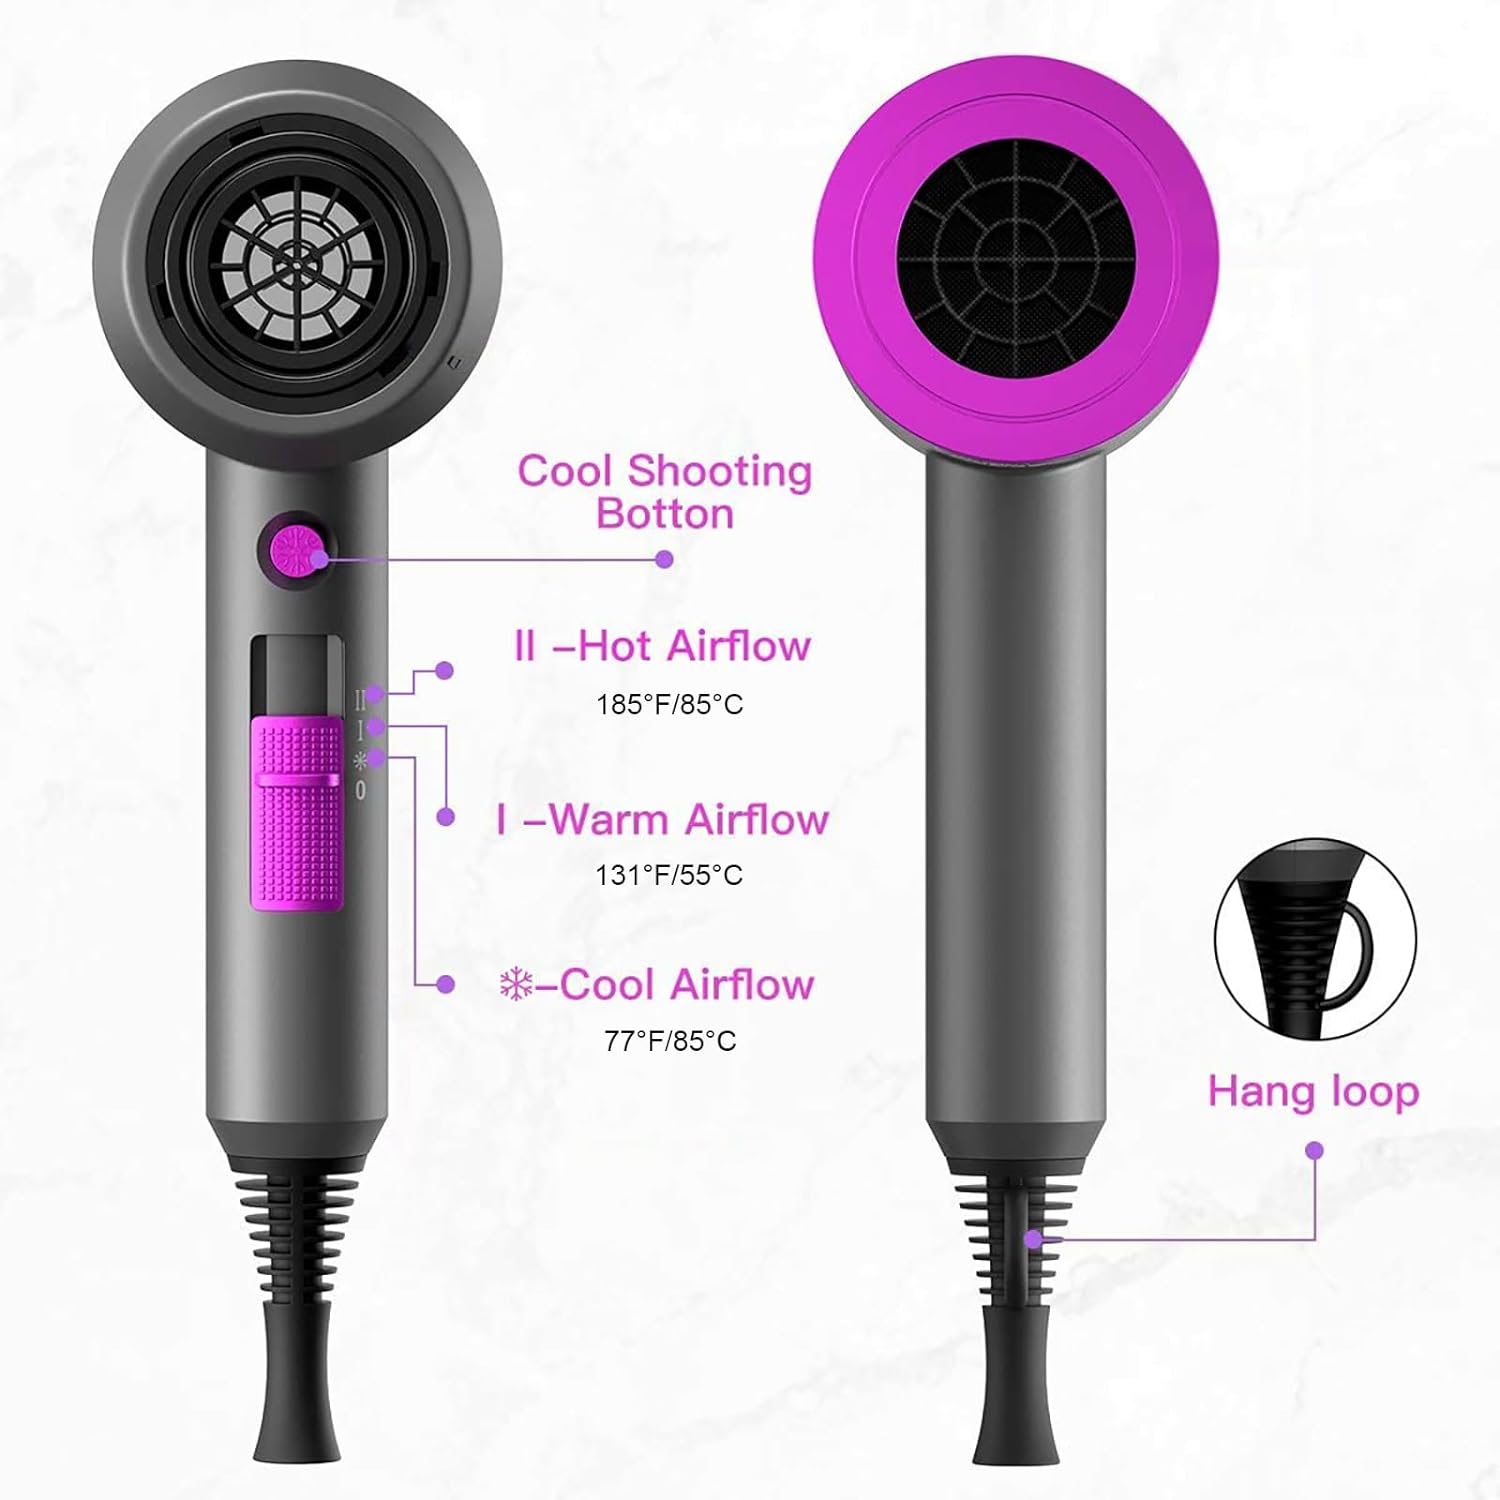 Cool Shooting
Botton
II –Hot Airflow
185°F/85°C
II
I
0
I –Warm Airflow
131°F/55°C
❄–Cool Airflow
77°F/85°C
Hang loop